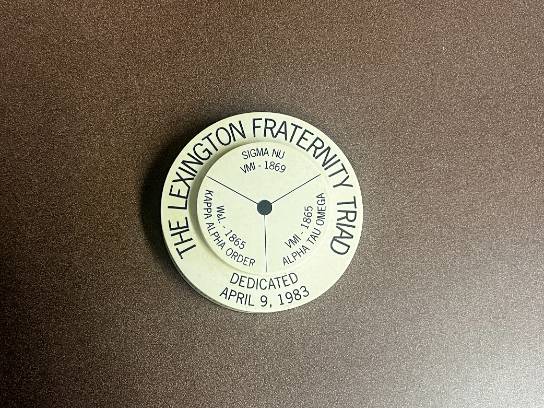 THE LEXINGTON FRATERNITY TRIAD
SIGMA NU
VMI - 1869
W&L - 1865
KAPPA ALPHA ORDER
VMI - 1865
ALPHA TAU OMEGA
DEDICATED
APRIL 9, 1983